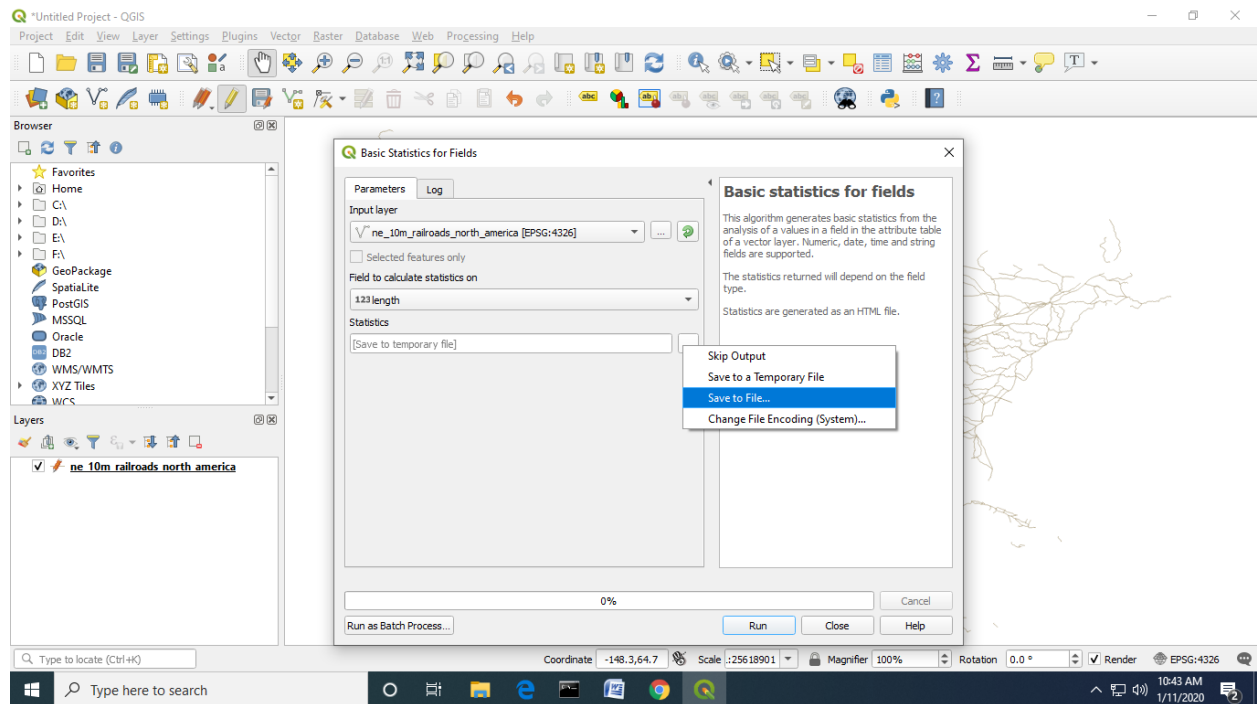 *Untitled Project - QGIS
Project Edit View Layer Settings Plugins Vector Raster Database Web Processing Help
abc
?
Browser
Favorites
Home
C:\
D:\
E:\
F:\
GeoPackage
SpatiaLite
PostGIS
MSSQL
Oracle
DB2
WMS/WMTS
XYZ Tiles
WCS
Layers
ne_10m_railroads_north_america
Basic Statistics for Fields
Parameters Log
Input layer
ne_10m_railroads_north_america [EPSG:4326] ...
Selected features only
Field to calculate statistics on
123 length
Statistics
[Save to temporary file]
Skip Output
Save to a Temporary File
Save to File...
Change File Encoding (System)...
Basic statistics for fields
This algorithm generates basic statistics from the
analysis of a values in a field in the attribute table
of a vector layer. Numeric, date, time and string
fields are supported.
The statistics returned will depend on the field
type.
Statistics are generated as an HTML file.
0% Cancel
Run as Batch Process... Run Close Help
Type to locate (Ctrl+K) Coordinate -148.3,64.7 Scale :25618901 Magnifier 100% Rotation 0.0 ° Render EPSG:4326
Type here to search
10:43 AM
1/11/2020
2